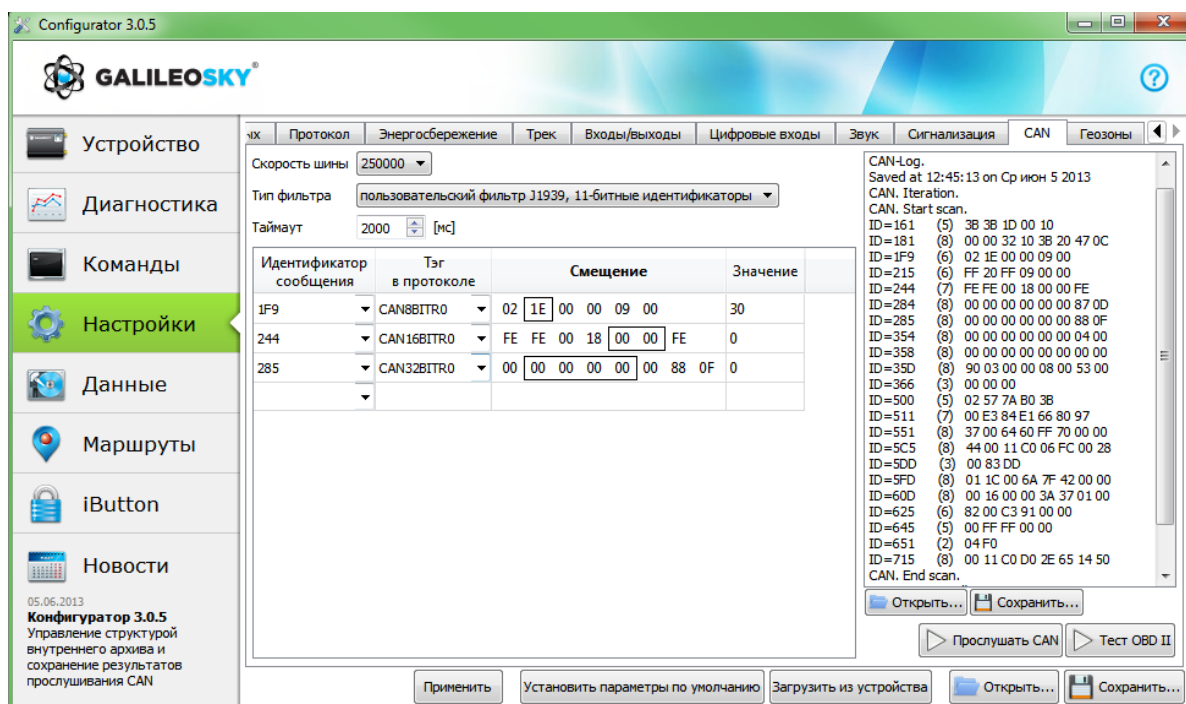 Configurator 3.0.5
GALILEOSKY®
?
Устройство
Диагностика
Команды
Настройки
Данные
Маршруты
iButton
Новости
05.06.2013
Конфигуратор 3.0.5
Управление структурой
внутреннего архива и
сохранение результатов
прослушивания CAN
ых Протокол Энергосбережение Трек Входы/выходы Цифровые входы Звук Сигнализация CAN Геозоны
Скорость шины 250000
Тип фильтра пользовательский фильтр J1939, 11-битные идентификаторы
Таймаут 2000 [мс]
Идентификатор сообщения Тэг в протоколе Смещение Значение
1F9 CAN8BITR0 02 1E 00 00 09 00 30
244 CAN16BITR0 FE FE 00 18 00 00 FE 0
285 CAN32BITR0 00 00 00 00 00 00 88 0F 0
CAN-Log.
Saved at 12:45:13 on Ср июн 5 2013
CAN. Iteration.
CAN. Start scan.
ID=161 (5) 3B 3B 1D 00 10
ID=181 (8) 00 00 32 10 3B 20 47 0C
ID=1F9 (6) 02 1E 00 00 09 00
ID=215 (6) FF 20 FF 09 00 00
ID=244 (7) FE FE 00 18 00 00 FE
ID=284 (8) 00 00 00 00 00 00 87 0D
ID=285 (8) 00 00 00 00 00 00 88 0F
ID=354 (8) 00 00 00 00 00 00 04 00
ID=358 (8) 00 00 00 00 00 00 00 00
ID=35D (8) 90 03 00 00 08 00 53 00
ID=366 (3) 00 00 00
ID=500 (5) 02 57 7A B0 3B
ID=511 (7) 00 E3 84 E1 66 80 97
ID=551 (8) 37 00 64 60 FF 70 00 00
ID=5C5 (8) 44 00 11 C0 06 FC 00 28
ID=5DD (3) 00 83 DD
ID=5FD (8) 01 1C 00 6A 7F 42 00 00
ID=60D (8) 00 16 00 00 3A 37 01 00
ID=625 (6) 82 00 C3 91 00 00
ID=645 (5) 00 FF FF 00 00
ID=651 (2) 04 F0
ID=715 (8) 00 11 C0 D0 2E 65 14 50
CAN. End scan.
Открыть... Сохранить...
Прослушать CAN Тест OBD II
Применить Установить параметры по умолчанию Загрузить из устройства Открыть... Сохранить...